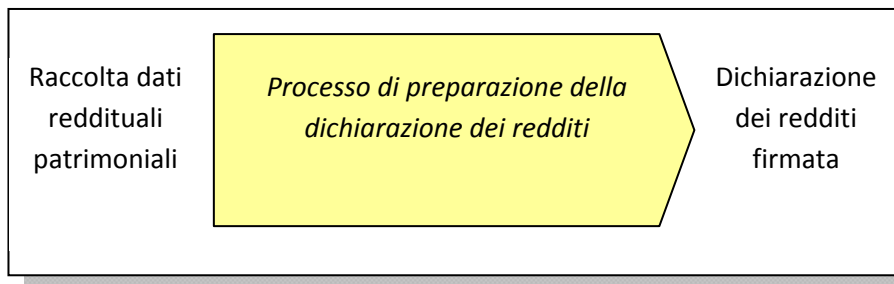 Raccolta dati
reddituali
patrimoniali
Processo di preparazione della
dichiarazione dei redditi
Dichiarazione
dei redditi
firmata